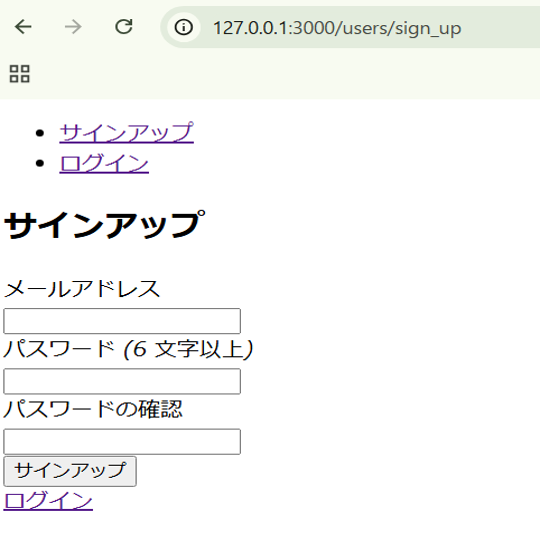 127.0.0.1:3000/users/sign_up
サインアップ
ログイン
サインアップ
メールアドレス
パスワード (6 文字以上)
パスワードの確認
サインアップ
ログイン